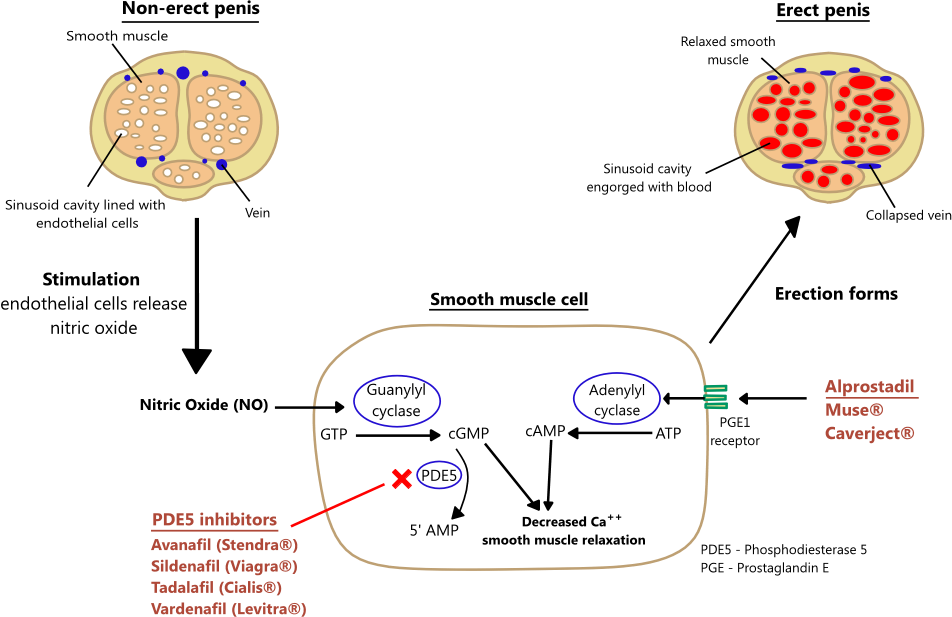 Non-erect penis
Smooth muscle
Sinusoid cavity lined with
endothelial cells
Vein
Stimulation
endothelial cells release
nitric oxide
Erect penis
Relaxed smooth
muscle
Sinusoid cavity
engorged with blood
Collapsed vein
Erection forms
Smooth muscle cell
Nitric Oxide (NO)
Guanylyl
cyclase
GTP
cGMP
PDE5
5' AMP
Adenylyl
cyclase
cAMP
ATP
Decreased Ca++
smooth muscle relaxation
PGE1
receptor
Alprostadil
Muse®
Caverject®
PDE5 inhibitors
Avanafil (Stendra®)
Sildenafil (Viagra®)
Tadalafil (Cialis®)
Vardenafil (Levitra®)
PDE5 - Phosphodiesterase 5
PGE - Prostaglandin E